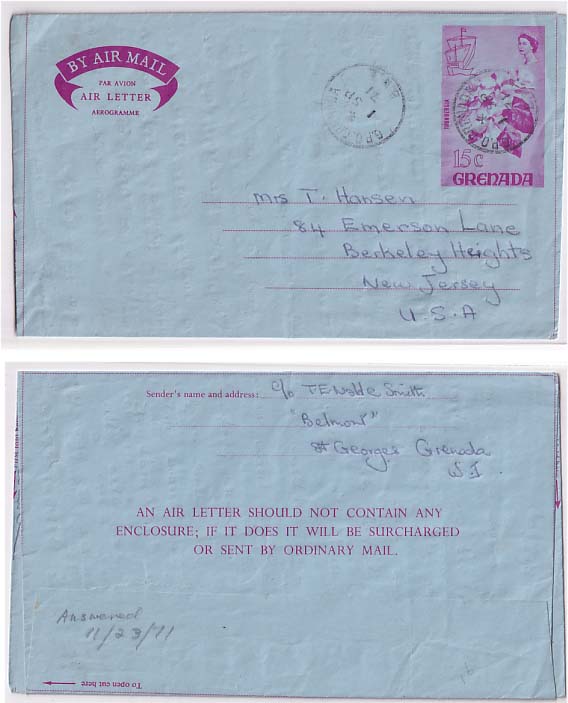 BY AIR MAIL
PAR AVION
AIR LETTER
AEROGRAMME
15c
GRENADA
Mrs T. Hansen
84 Emerson Lane
Berkeley Heights
New Jersey
U.S.A
Sender's name and address: c/o T E Noble Smith
"Belmont"
St Georges Grenada
W.I
AN AIR LETTER SHOULD NOT CONTAIN ANY
ENCLOSURE; IF IT DOES IT WILL BE SURCHARGED
OR SENT BY ORDINARY MAIL.
Answered
11/23/71
To open cut here